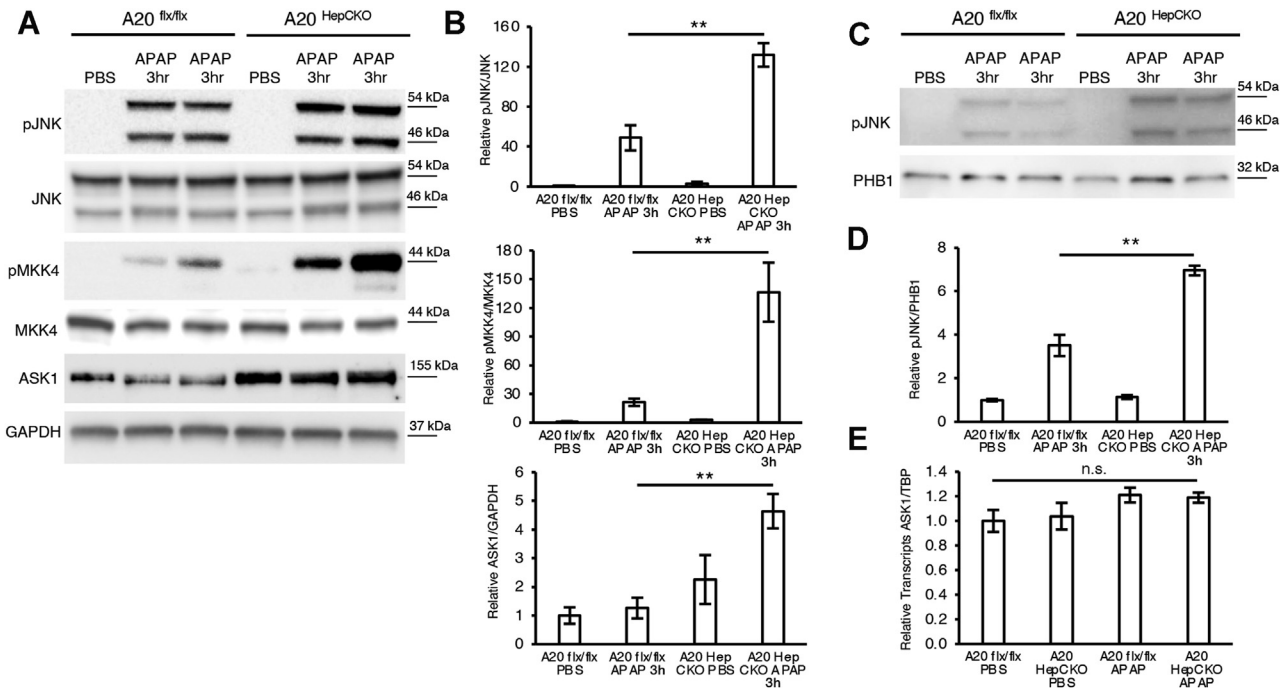 A
A20 flx/flx
A20 HepCKO
PBS
APAP
3hr
APAP
3hr
PBS
APAP
3hr
APAP
3hr
pJNK
54 kDa
46 kDa
JNK
54 kDa
46 kDa
pMKK4
44 kDa
MKK4
44 kDa
ASK1
155 kDa
GAPDH
37 kDa
B
Relative pJNK/JNK
160
120
80
40
0
**
A20 flx/flx
PBS
A20 flx/flx
APAP 3h
A20 Hep
CKO PBS
A20 Hep
CKO
APAP 3h
Relative pMKK4/MKK4
180
150
120
90
60
30
0
**
A20 flx/flx
PBS
A20 flx/flx
APAP 3h
A20 Hep
CKO PBS
A20 Hep
CKO APAP
3h
Relative ASK1/GAPDH
6
5
4
3
2
1
0
**
A20 flx/flx
PBS
A20 flx/flx
APAP 3h
A20 Hep
CKO PBS
A20 Hep
CKO APAP
3h
C
A20 flx/flx
A20 HepCKO
PBS
APAP
3hr
APAP
3hr
PBS
APAP
3hr
APAP
3hr
pJNK
54 kDa
46 kDa
PHB1
32 kDa
D
Relative pJNK/PHB1
8
6
4
2
0
**
A20 flx/flx
PBS
A20 flx/flx
APAP 3h
A20 Hep
CKO PBS
A20 Hep
CKO APAP
3h
E
Relative Transcripts ASK1/TBP
1.4
1.2
1.0
0.8
0.6
0.4
0.2
0.0
n.s.
A20 flx/flx
PBS
A20
HepCKO
PBS
A20 flx/flx
APAP
A20
HepCKO
APAP